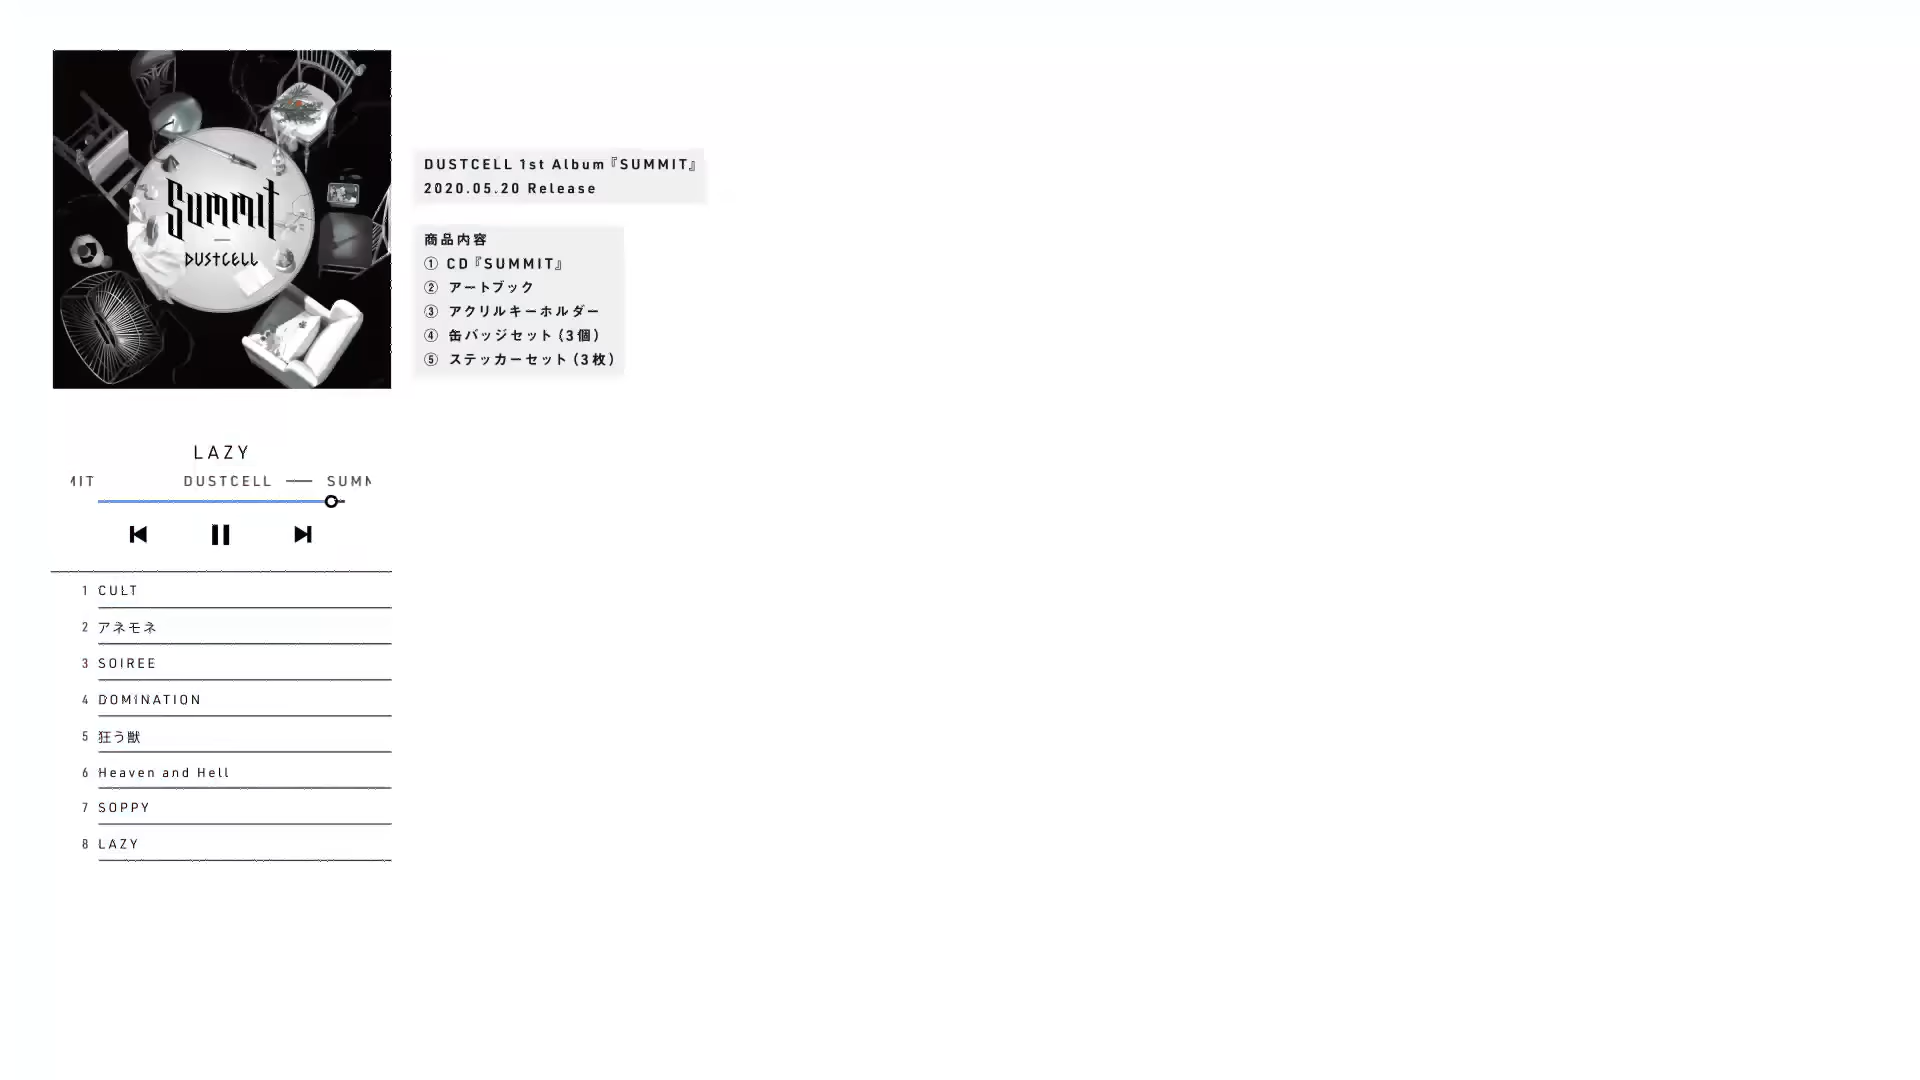 Summit
DUSTCELL
DUSTCELL 1st Album『SUMMIT』
2020.05.20 Release
商品内容
① CD『SUMMIT』
② アートブック
③ アクリルキーホルダー
④ 缶バッジセット（3個）
⑤ ステッカーセット（3枚）
LAZY
MIT DUSTCELL — SUMM
1 CULT
2 アネモネ
3 SOIREE
4 DOMINATION
5 狂う獣
6 Heaven and Hell
7 SOPPY
8 LAZY